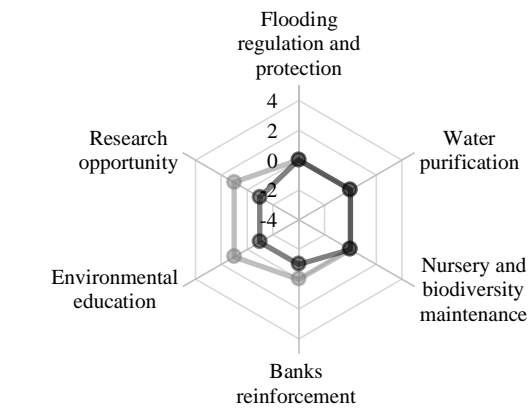 Flooding
regulation and
protection
4
2
0
-2
-4
Research
opportunity
Water
purification
Environmental
education
Nursery and
biodiversity
maintenance
Banks
reinforcement